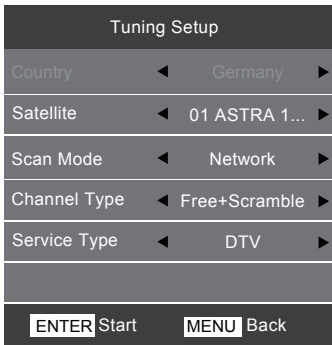 Tuning Setup
Country Germany
Satellite 01 ASTRA 1...
Scan Mode Network
Channel Type Free+Scramble
Service Type DTV
ENTER Start MENU Back